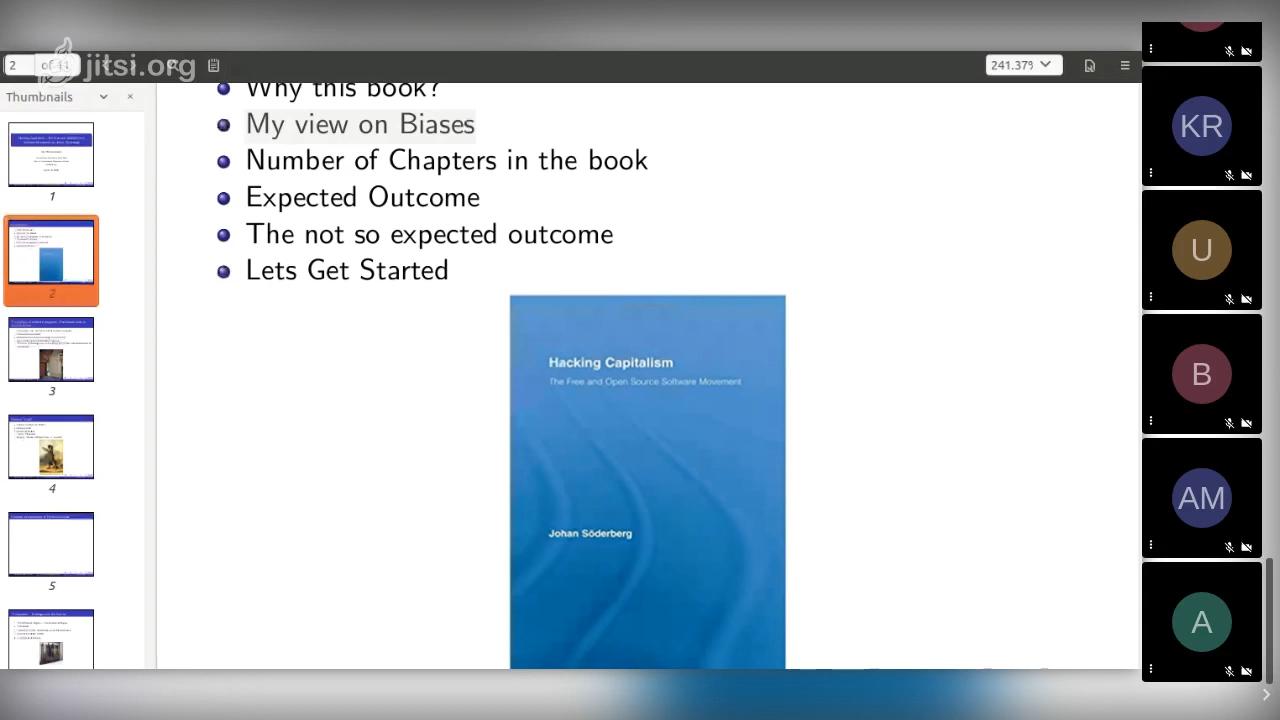 jitsi.org
2 of 41
241.37%
Thumbnails
Why this book?
My view on Biases
Number of Chapters in the book
Expected Outcome
The not so expected outcome
Lets Get Started
Hacking Capitalism
The Free and Open Source Software Movement
Johan Söderberg
1
2
3
4
5
KR
U
B
AM
A